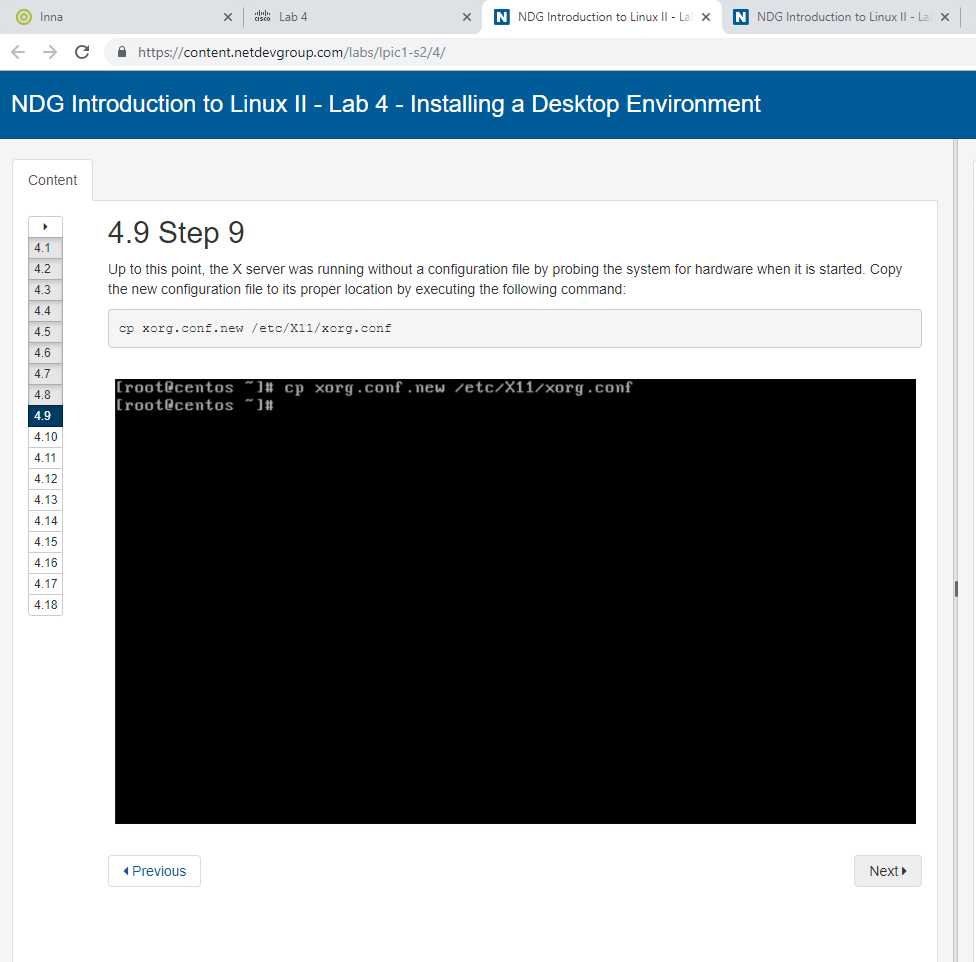 Inna
Lab 4
NDG Introduction to Linux II - La
NDG Introduction to Linux II - La
https://content.netdevgroup.com/labs/lpic1-s2/4/
NDG Introduction to Linux II - Lab 4 - Installing a Desktop Environment
Content
4.1
4.2
4.3
4.4
4.5
4.6
4.7
4.8
4.9
4.10
4.11
4.12
4.13
4.14
4.15
4.16
4.17
4.18
4.9 Step 9
Up to this point, the X server was running without a configuration file by probing the system for hardware when it is started. Copy
the new configuration file to its proper location by executing the following command:
cp xorg.conf.new /etc/X11/xorg.conf
[root@centos ~]# cp xorg.conf.new /etc/X11/xorg.conf
[root@centos ~]#
Previous
Next